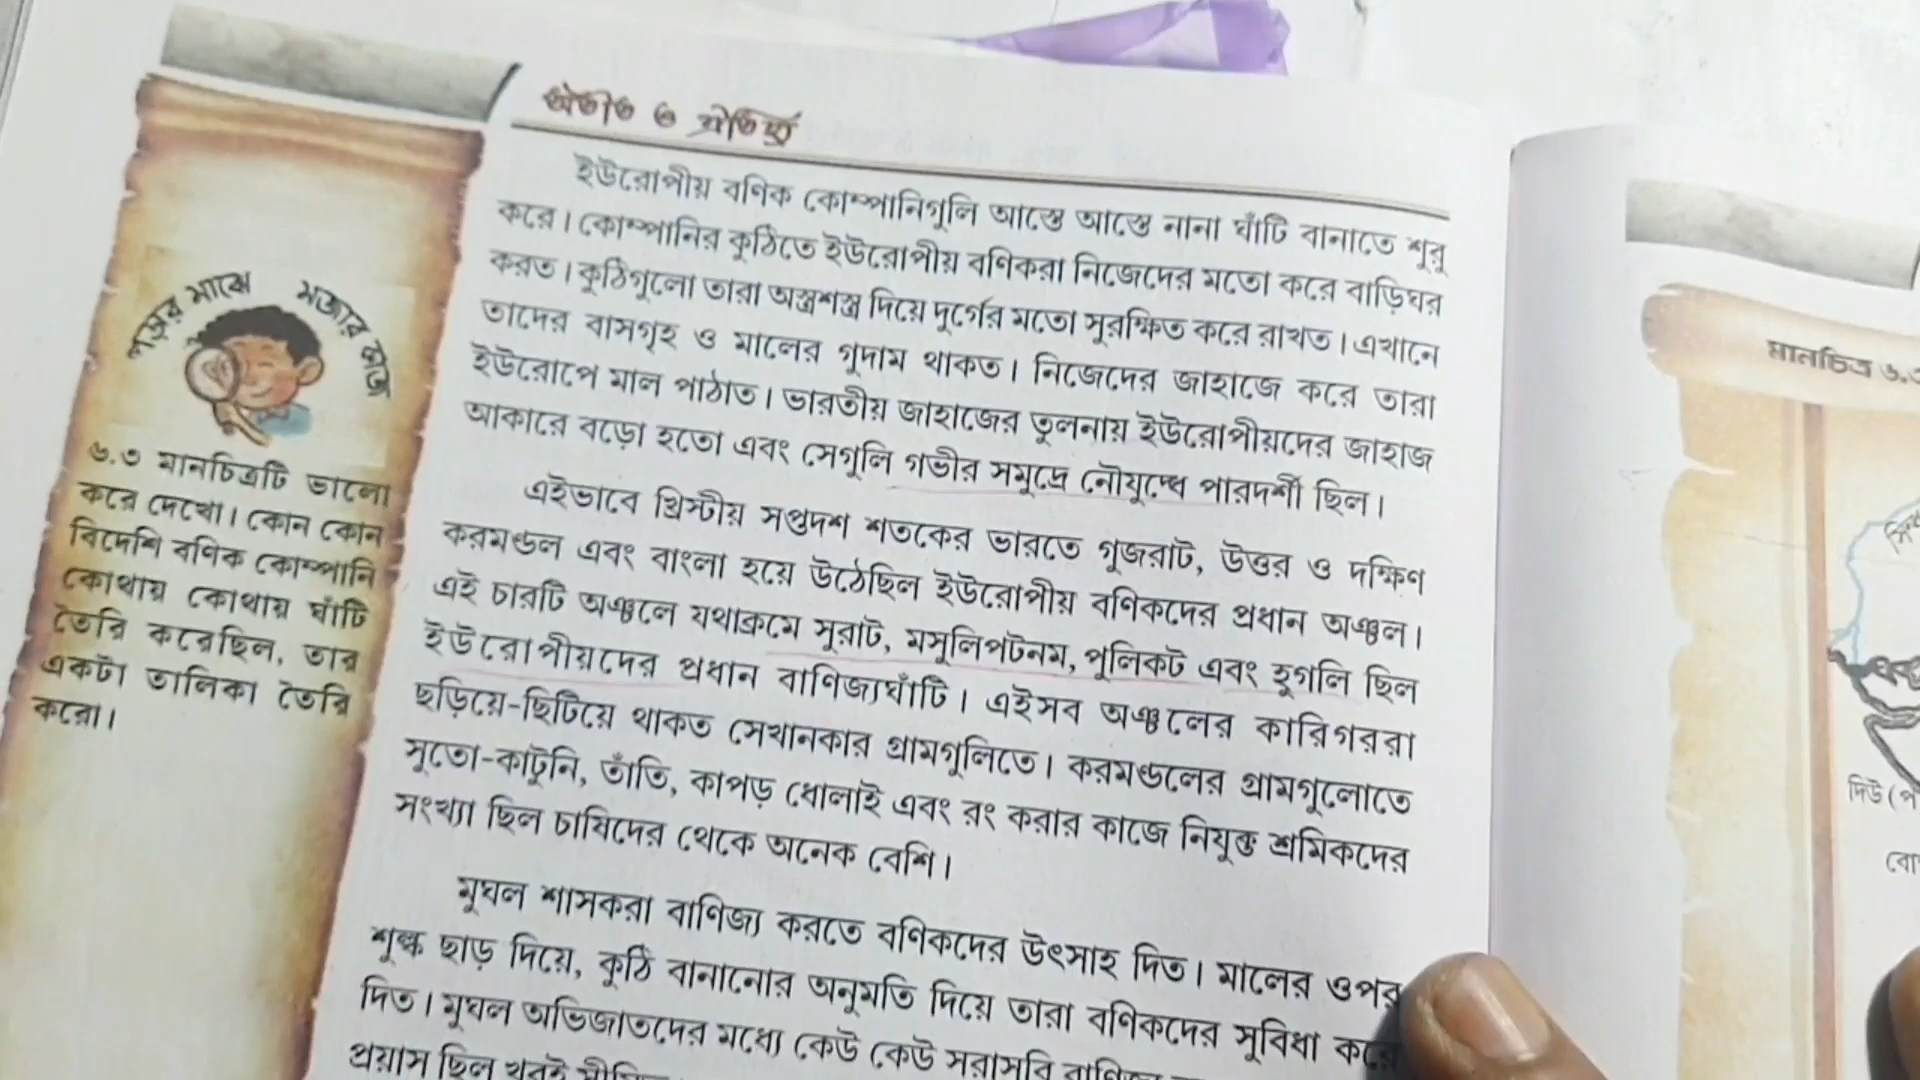 অতীত ও ঐতিহ্য
ইউরোপীয় বণিক কোম্পানিগুলি আস্তে আস্তে নানা ঘাঁটি বানাতে শুরু
করে। কোম্পানির কুঠিতে ইউরোপীয় বণিকরা নিজেদের মতো করে বাড়িঘর
করত। কুঠিগুলো তারা অস্ত্রশস্ত্র দিয়ে দুর্গের মতো সুরক্ষিত করে রাখত। এখানে
তাদের বাসগৃহ ও মালের গুদাম থাকত। নিজেদের জাহাজে করে তারা
ইউরোপে মাল পাঠাত। ভারতীয় জাহাজের তুলনায় ইউরোপীয়দের জাহাজ
আকারে বড়ো হতো এবং সেগুলি গভীর সমুদ্রে নৌযুদ্ধে পারদর্শী ছিল।
এইভাবে খ্রিস্টীয় সপ্তদশ শতকের ভারতে গুজরাট, উত্তর ও দক্ষিণ
করমণ্ডল এবং বাংলা হয়ে উঠেছিল ইউরোপীয় বণিকদের প্রধান অঞ্চল।
এই চারটি অঞ্চলে যথাক্রমে সুরাট, মসুলিপটনম, পুলিকট এবং হুগলি ছিল
ইউরোপীয়দের প্রধান বাণিজ্যঘাঁটি। এইসব অঞ্চলের কারিগররা
ছড়িয়ে-ছিটিয়ে থাকত সেখানকার গ্রামগুলিতে। করমণ্ডলের গ্রামগুলোতে
সুতো-কাটুনি, তাঁতি, কাপড় ধোলাই এবং রং করার কাজে নিযুক্ত শ্রমিকদের
সংখ্যা ছিল চাষিদের থেকে অনেক বেশি।
মুঘল শাসকরা বাণিজ্য করতে বণিকদের উৎসাহ দিত। মালের ওপর
শুল্ক ছাড় দিয়ে, কুঠি বানানোর অনুমতি দিয়ে তারা বণিকদের সুবিধা করে
দিত। মুঘল অভিজাতদের মধ্যে কেউ কেউ সরাসরি
প্রয়াস ছিল খুবই
পড়ার মাঝে মজার কাজ
৬.৩ মানচিত্রটি ভালো
করে দেখো। কোন কোন
বিদেশি বণিক কোম্পানি
কোথায় কোথায় ঘাঁটি
তৈরি করেছিল, তার
একটা তালিকা তৈরি
করো।
মানচিত্র
দিউ